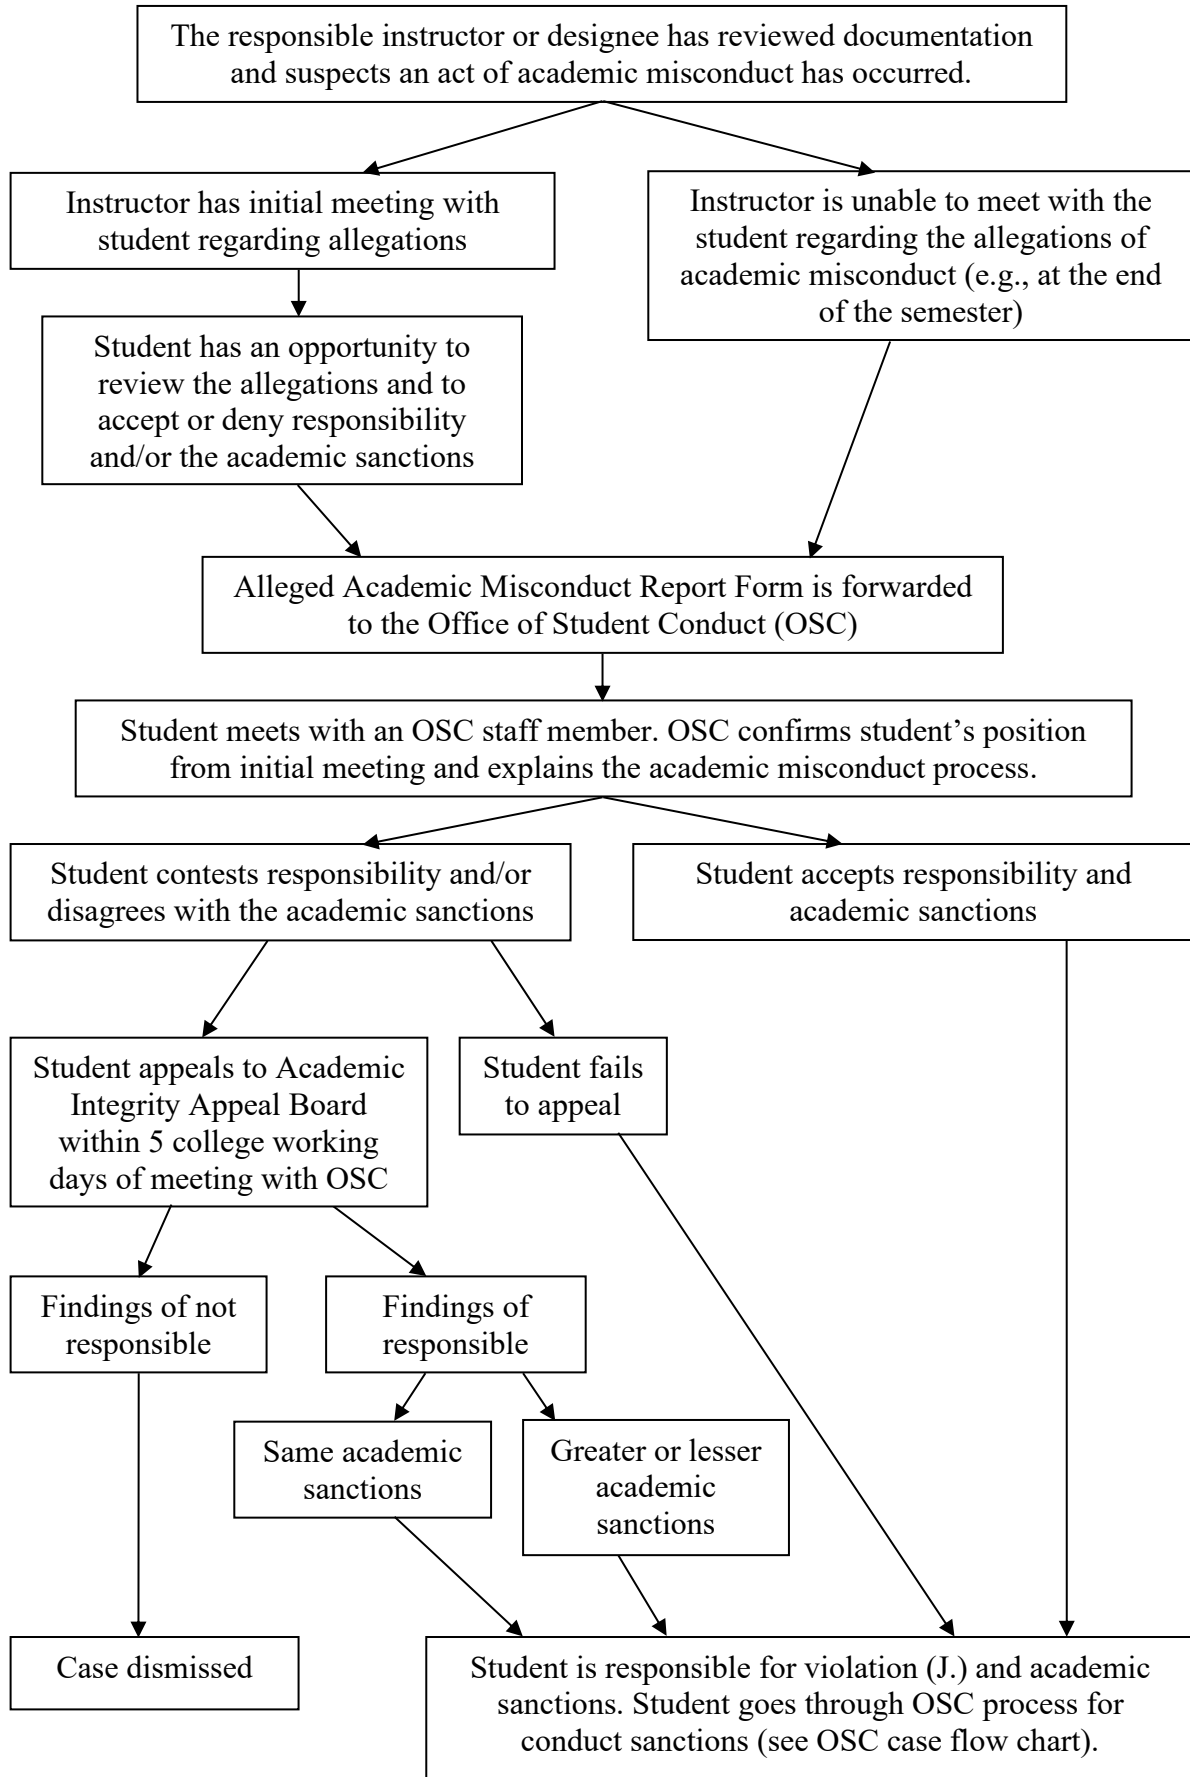 The responsible instructor or designee has reviewed documentation
and suspects an act of academic misconduct has occurred.
Instructor has initial meeting with
student regarding allegations
Instructor is unable to meet with the
student regarding the allegations of
academic misconduct (e.g., at the end
of the semester)
Student has an opportunity to
review the allegations and to
accept or deny responsibility
and/or the academic sanctions
Alleged Academic Misconduct Report Form is forwarded
to the Office of Student Conduct (OSC)
Student meets with an OSC staff member. OSC confirms student’s position
from initial meeting and explains the academic misconduct process.
Student contests responsibility and/or
disagrees with the academic sanctions
Student accepts responsibility and
academic sanctions
Student appeals to Academic
Integrity Appeal Board
within 5 college working
days of meeting with OSC
Student fails
to appeal
Findings of not
responsible
Findings of
responsible
Same academic
sanctions
Greater or lesser
academic
sanctions
Case dismissed
Student is responsible for violation (J.) and academic
sanctions. Student goes through OSC process for
conduct sanctions (see OSC case flow chart).